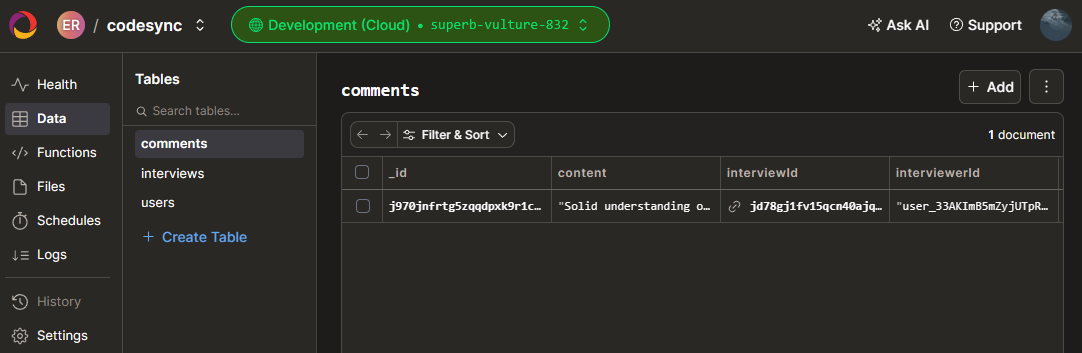 ER / codesync
Development (Cloud) • superb-vulture-832
Ask AI
Support
Health
Data
Functions
Files
Schedules
Logs
History
Settings
Tables
Search tables...
comments
interviews
users
+ Create Table
comments
+ Add
Filter & Sort
1 document
_id content interviewId interviewerId
j970jnfrtg5zqqdpxk9r1c… "Solid understanding o… jd78gj1fv15qcn40ajq… "user_33AKImB5mZyjUTpR…